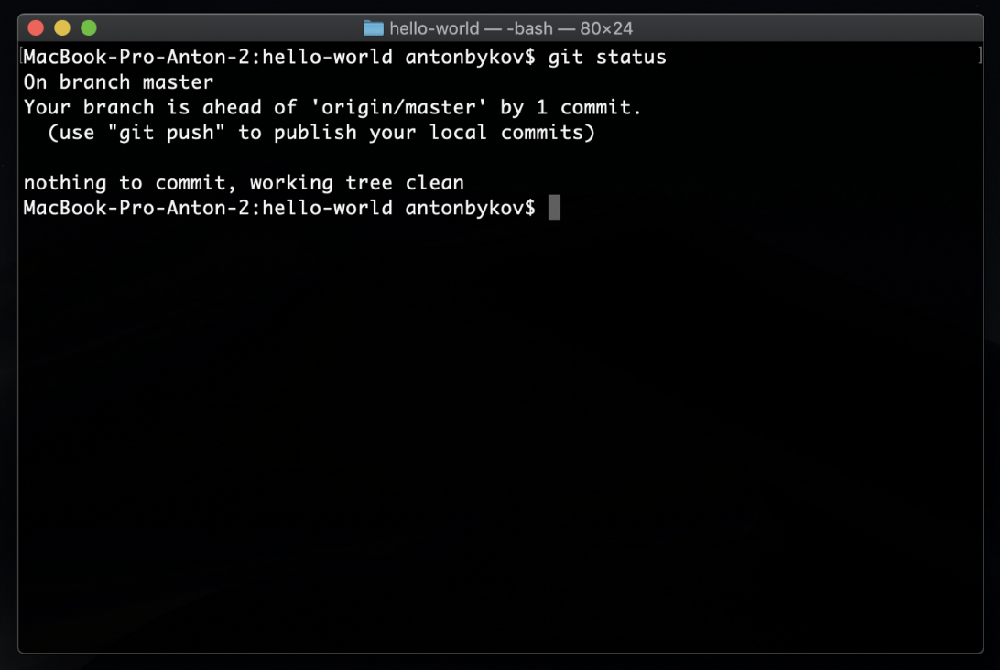 hello-world — -bash — 80×24
[MacBook-Pro-Anton-2:hello-world antonbykov$ git status ]
On branch master
Your branch is ahead of 'origin/master' by 1 commit.
  (use "git push" to publish your local commits)

nothing to commit, working tree clean
MacBook-Pro-Anton-2:hello-world antonbykov$